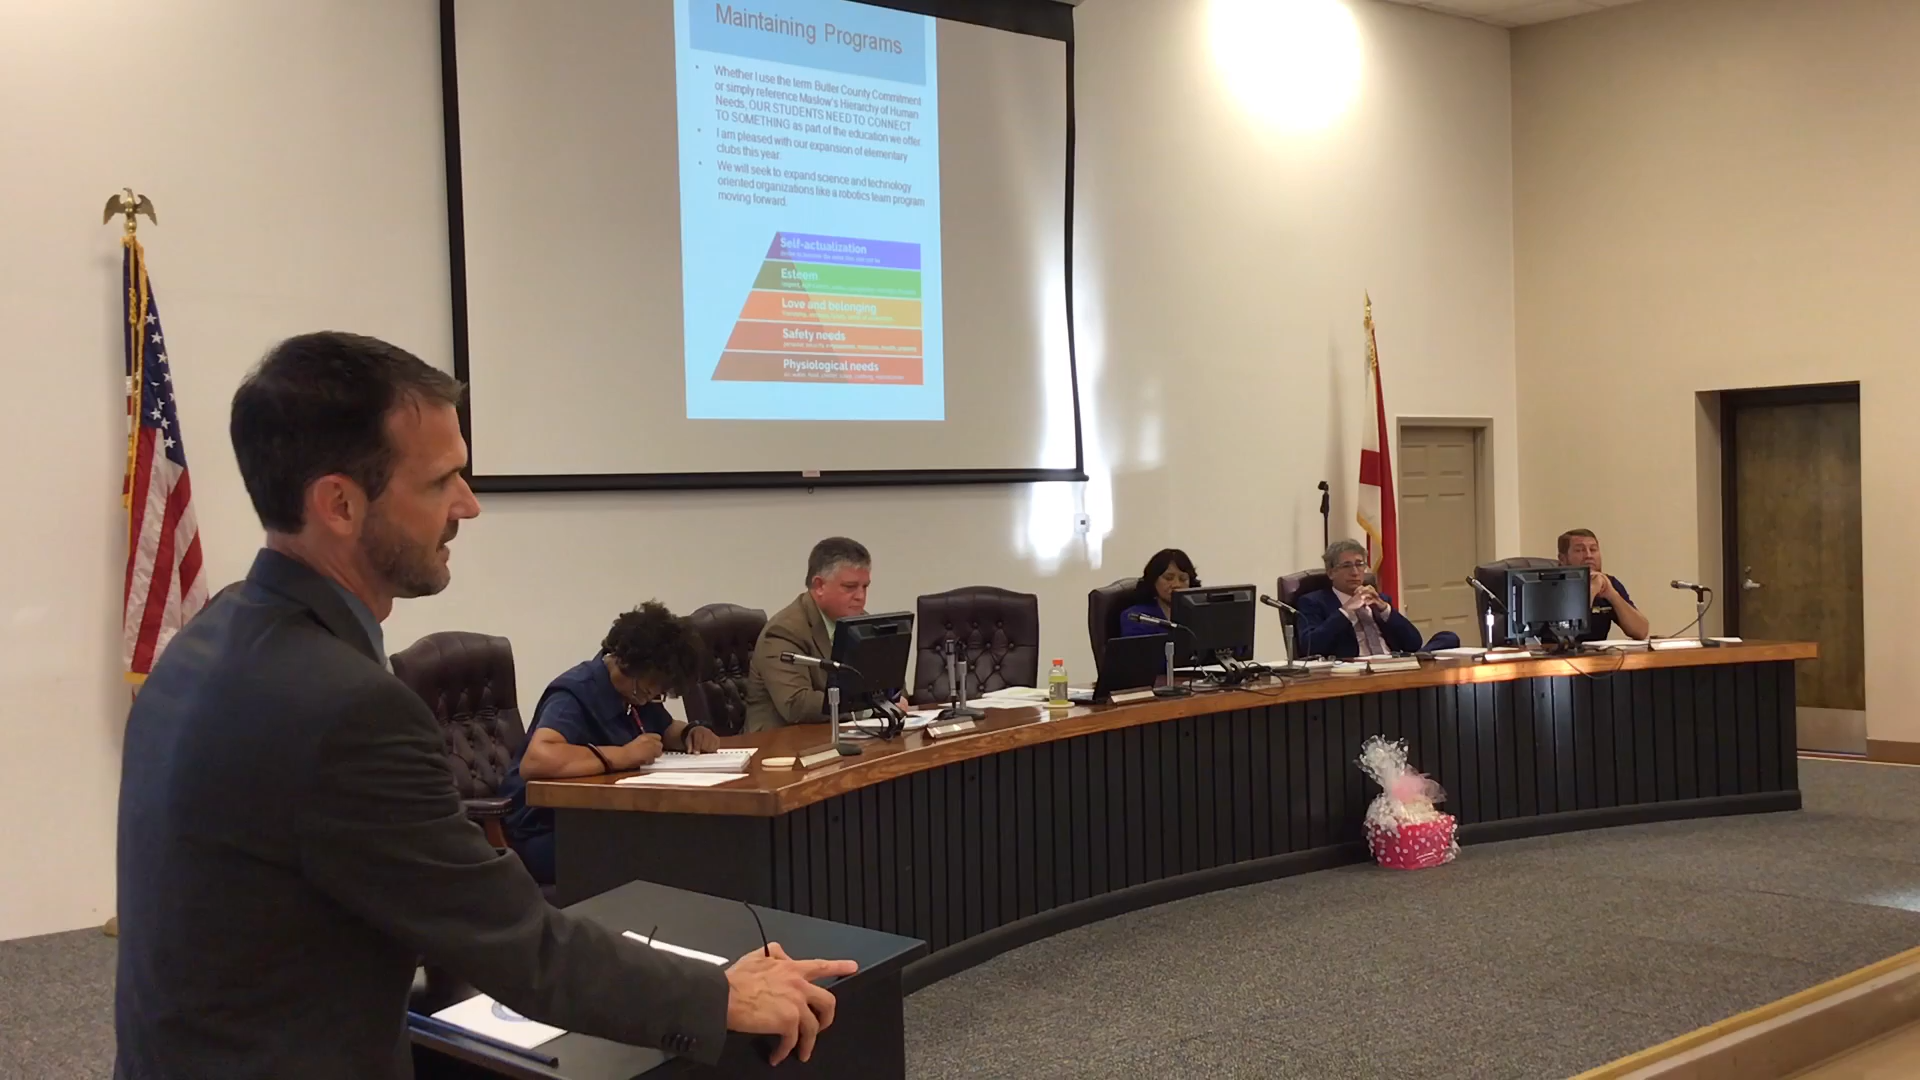 Maintaining Programs
• Whether I use the term Butler County Commitment
or simply reference Maslow's Hierarchy of Human
Needs, OUR STUDENTS NEED TO CONNECT
TO SOMETHING as part of the education we offer.
• I am pleased with our expansion of elementary
clubs this year.
• We will seek to expand science and technology
oriented organizations like a robotics team program
moving forward.
Self-actualization
Esteem
Love and belonging
Safety needs
Physiological needs